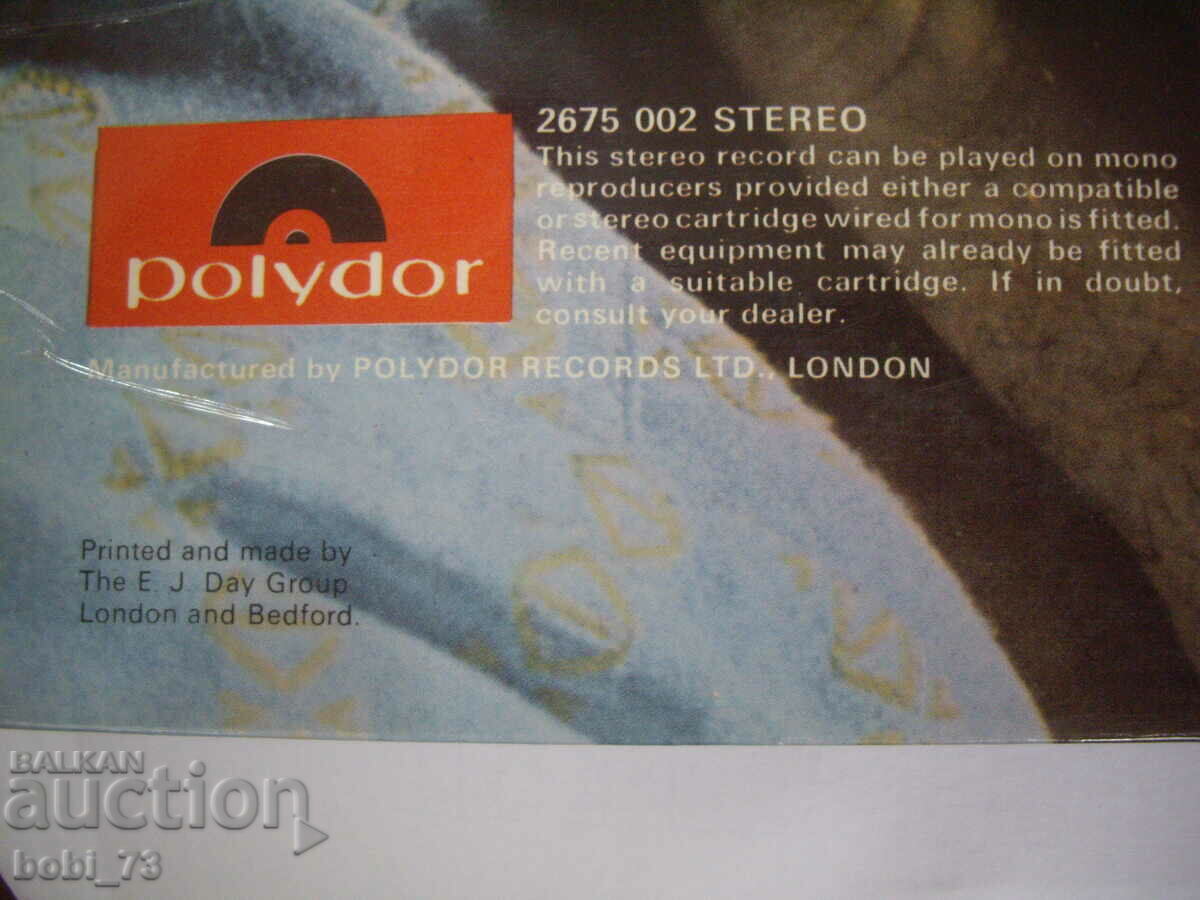 polydor
2675 002 STEREO
This stereo record can be played on mono
reproducers provided either a compatible
or stereo cartridge wired for mono is fitted.
Recent equipment may already be fitted
with a suitable cartridge. If in doubt,
consult your dealer.
Manufactured by POLYDOR RECORDS LTD., LONDON
Printed and made by
The E. J. Day Group
London and Bedford.
BALKAN
auction
bobi_73